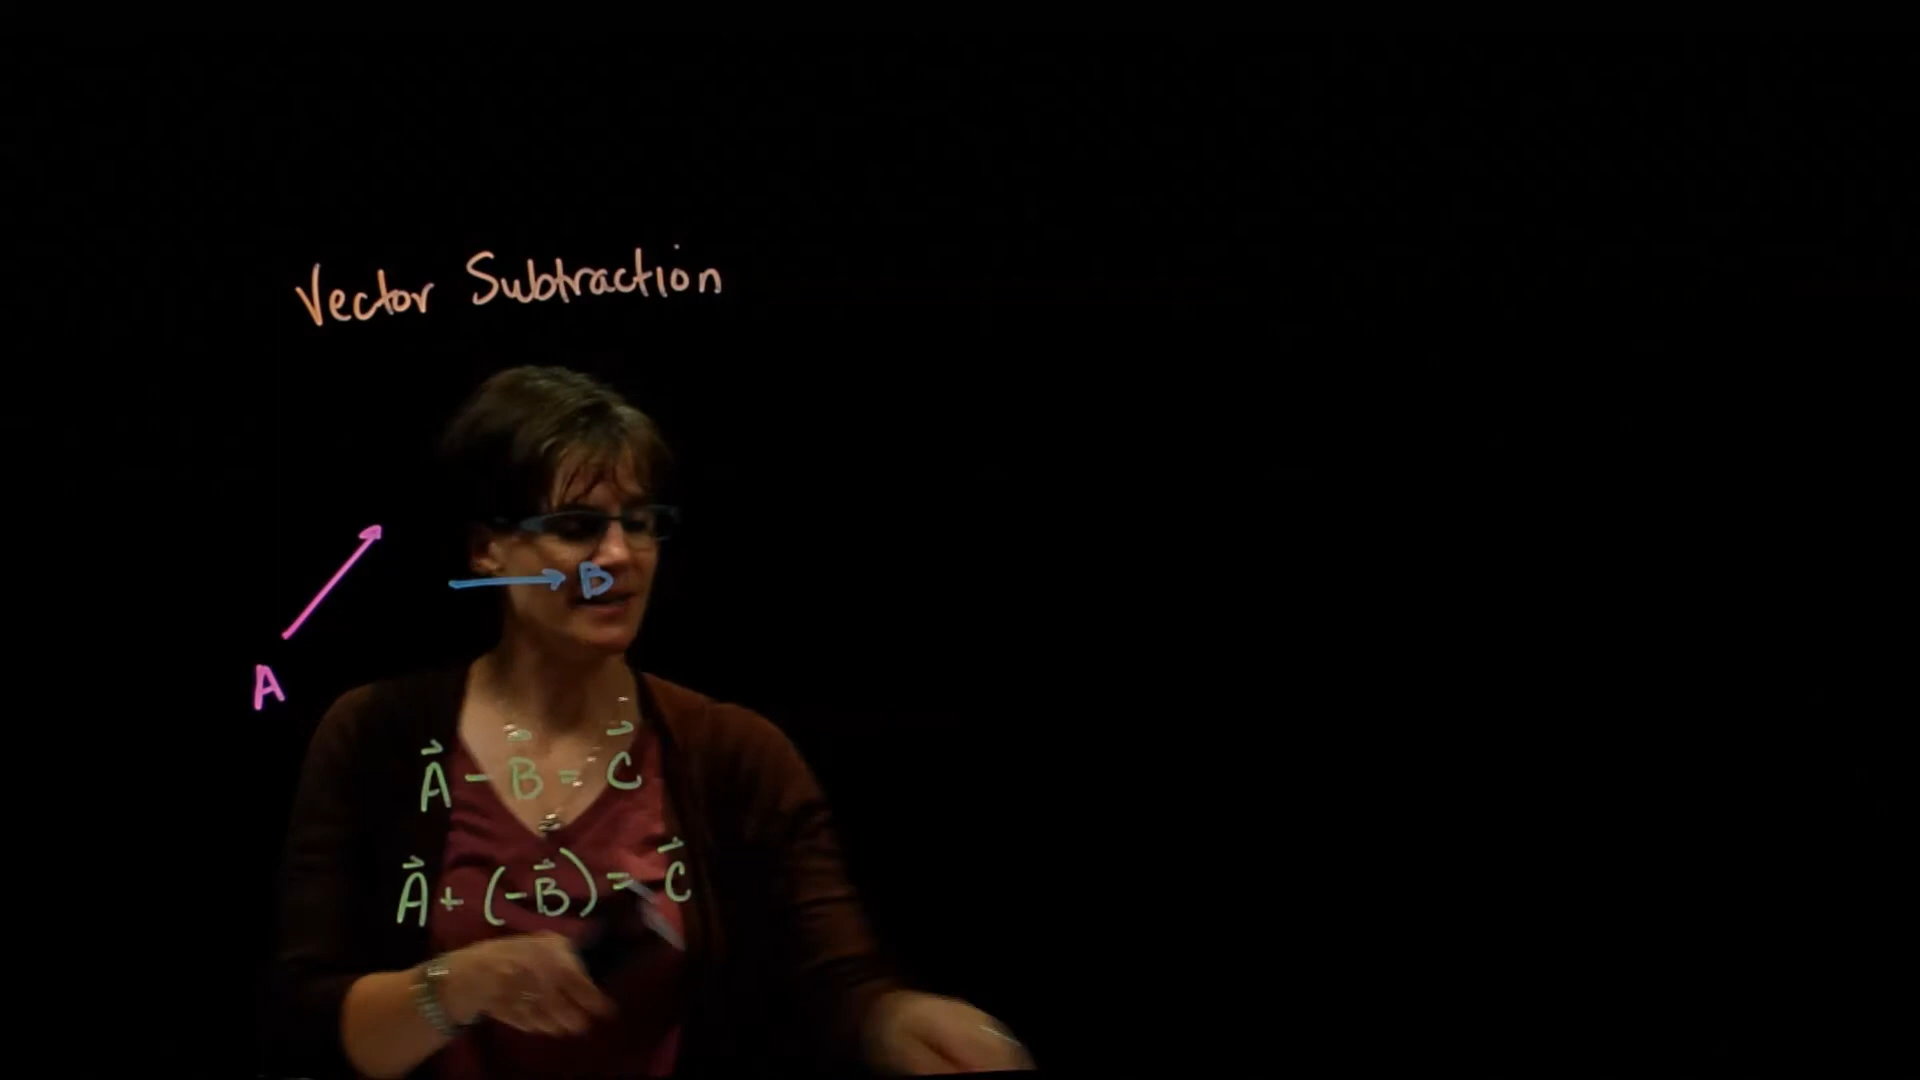 Vector Subtraction
B
A
A⃗ - B⃗ = C⃗
A⃗ + (-B⃗) = C⃗